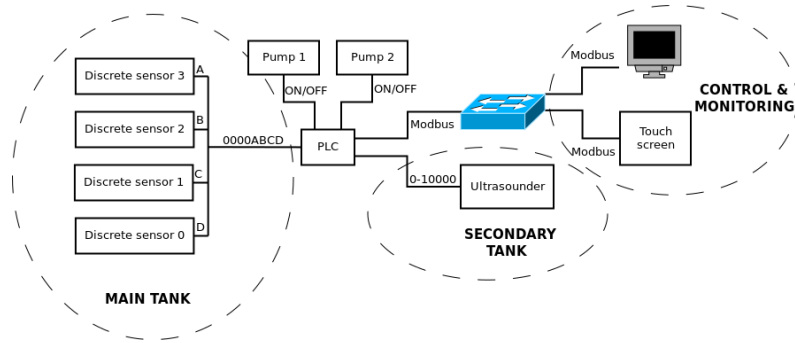 Pump 1
Pump 2
Modbus
Discrete sensor 3
A
ON/OFF
ON/OFF
CONTROL &
MONITORING
Discrete sensor 2
B
Modbus
0000ABCD
PLC
Touch
screen
Modbus
Discrete sensor 1
C
0-10000
Ultrasounder
Discrete sensor 0
D
SECONDARY
TANK
MAIN TANK